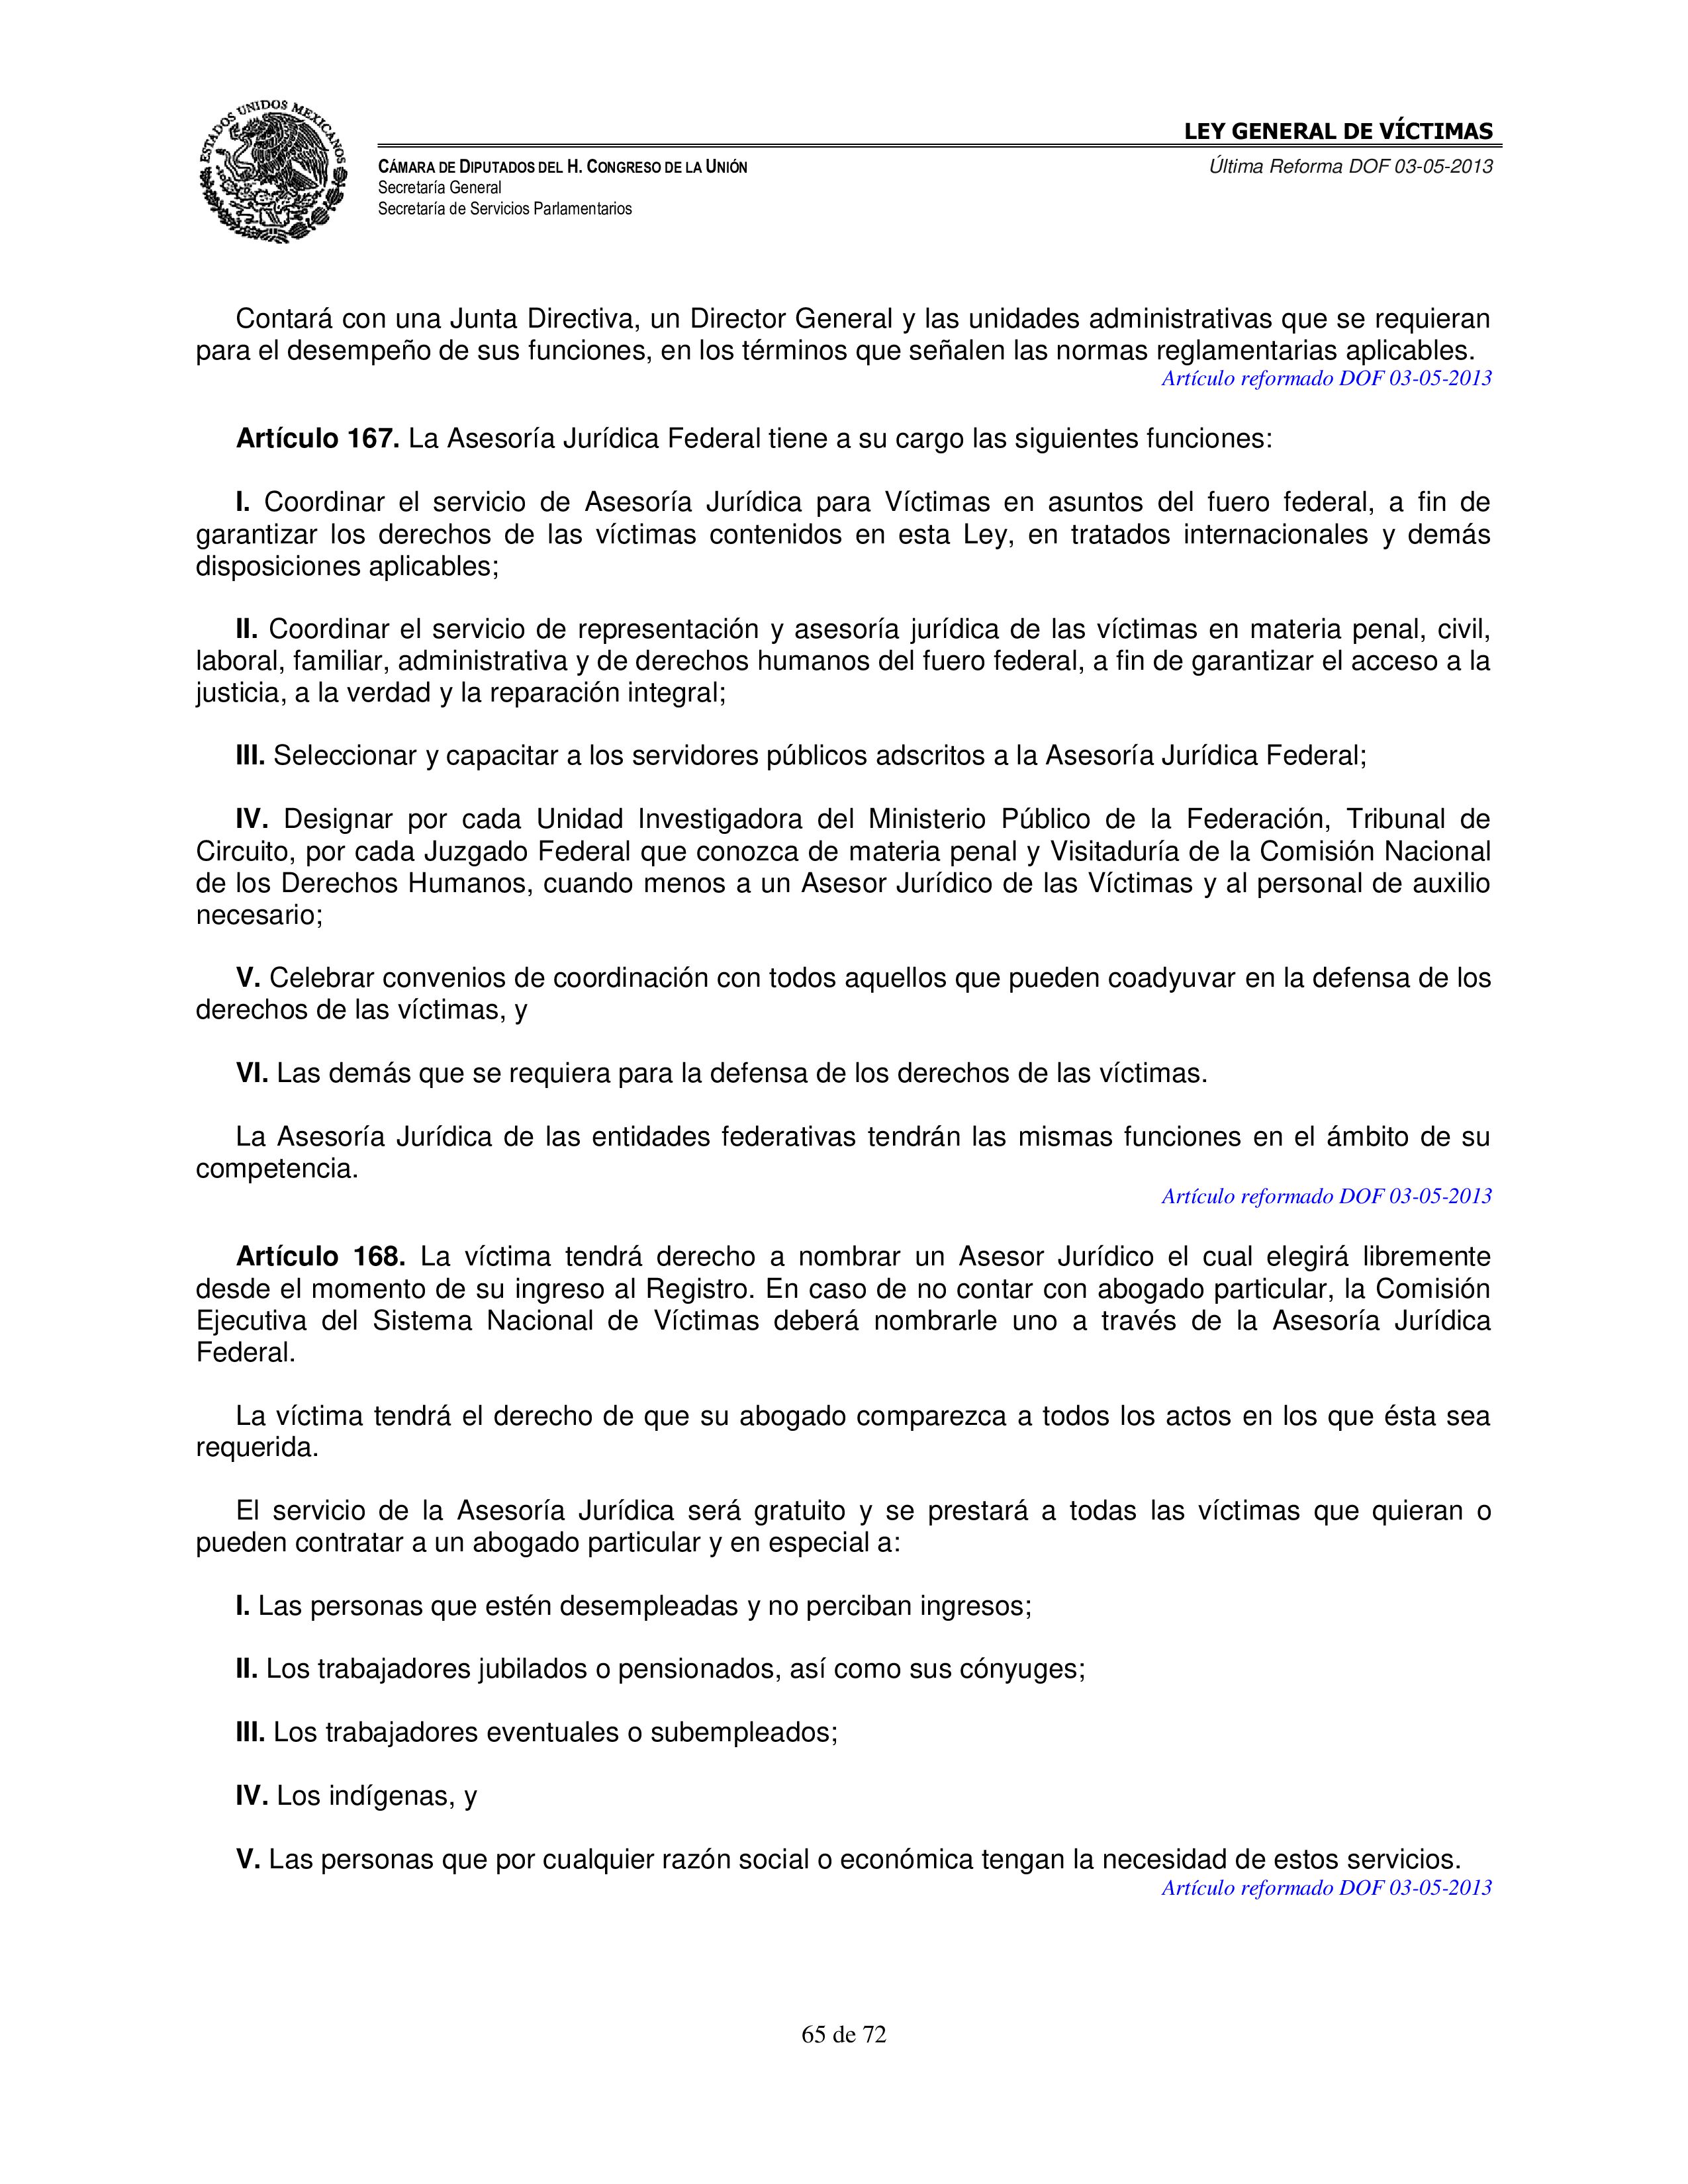 ESTADOS UNIDOS MEXICANOS
LEY GENERAL DE VÍCTIMAS
CÁMARA DE DIPUTADOS DEL H. CONGRESO DE LA UNIÓN
Última Reforma DOF 03-05-2013
Secretaría General
Secretaría de Servicios Parlamentarios
Contará con una Junta Directiva, un Director General y las unidades administrativas que se requieran
para el desempeño de sus funciones, en los términos que señalen las normas reglamentarias aplicables.
Artículo reformado DOF 03-05-2013
Artículo 167. La Asesoría Jurídica Federal tiene a su cargo las siguientes funciones:
I. Coordinar el servicio de Asesoría Jurídica para Víctimas en asuntos del fuero federal, a fin de
garantizar los derechos de las víctimas contenidos en esta Ley, en tratados internacionales y demás
disposiciones aplicables;
II. Coordinar el servicio de representación y asesoría jurídica de las víctimas en materia penal, civil,
laboral, familiar, administrativa y de derechos humanos del fuero federal, a fin de garantizar el acceso a la
justicia, a la verdad y la reparación integral;
III. Seleccionar y capacitar a los servidores públicos adscritos a la Asesoría Jurídica Federal;
IV. Designar por cada Unidad Investigadora del Ministerio Público de la Federación, Tribunal de
Circuito, por cada Juzgado Federal que conozca de materia penal y Visitaduría de la Comisión Nacional
de los Derechos Humanos, cuando menos a un Asesor Jurídico de las Víctimas y al personal de auxilio
necesario;
V. Celebrar convenios de coordinación con todos aquellos que pueden coadyuvar en la defensa de los
derechos de las víctimas, y
VI. Las demás que se requiera para la defensa de los derechos de las víctimas.
La Asesoría Jurídica de las entidades federativas tendrán las mismas funciones en el ámbito de su
competencia.
Artículo reformado DOF 03-05-2013
Artículo 168. La víctima tendrá derecho a nombrar un Asesor Jurídico el cual elegirá libremente
desde el momento de su ingreso al Registro. En caso de no contar con abogado particular, la Comisión
Ejecutiva del Sistema Nacional de Víctimas deberá nombrarle uno a través de la Asesoría Jurídica
Federal.
La víctima tendrá el derecho de que su abogado comparezca a todos los actos en los que ésta sea
requerida.
El servicio de la Asesoría Jurídica será gratuito y se prestará a todas las víctimas que quieran o
pueden contratar a un abogado particular y en especial a:
I. Las personas que estén desempleadas y no perciban ingresos;
II. Los trabajadores jubilados o pensionados, así como sus cónyuges;
III. Los trabajadores eventuales o subempleados;
IV. Los indígenas, y
V. Las personas que por cualquier razón social o económica tengan la necesidad de estos servicios.
Artículo reformado DOF 03-05-2013
65 de 72